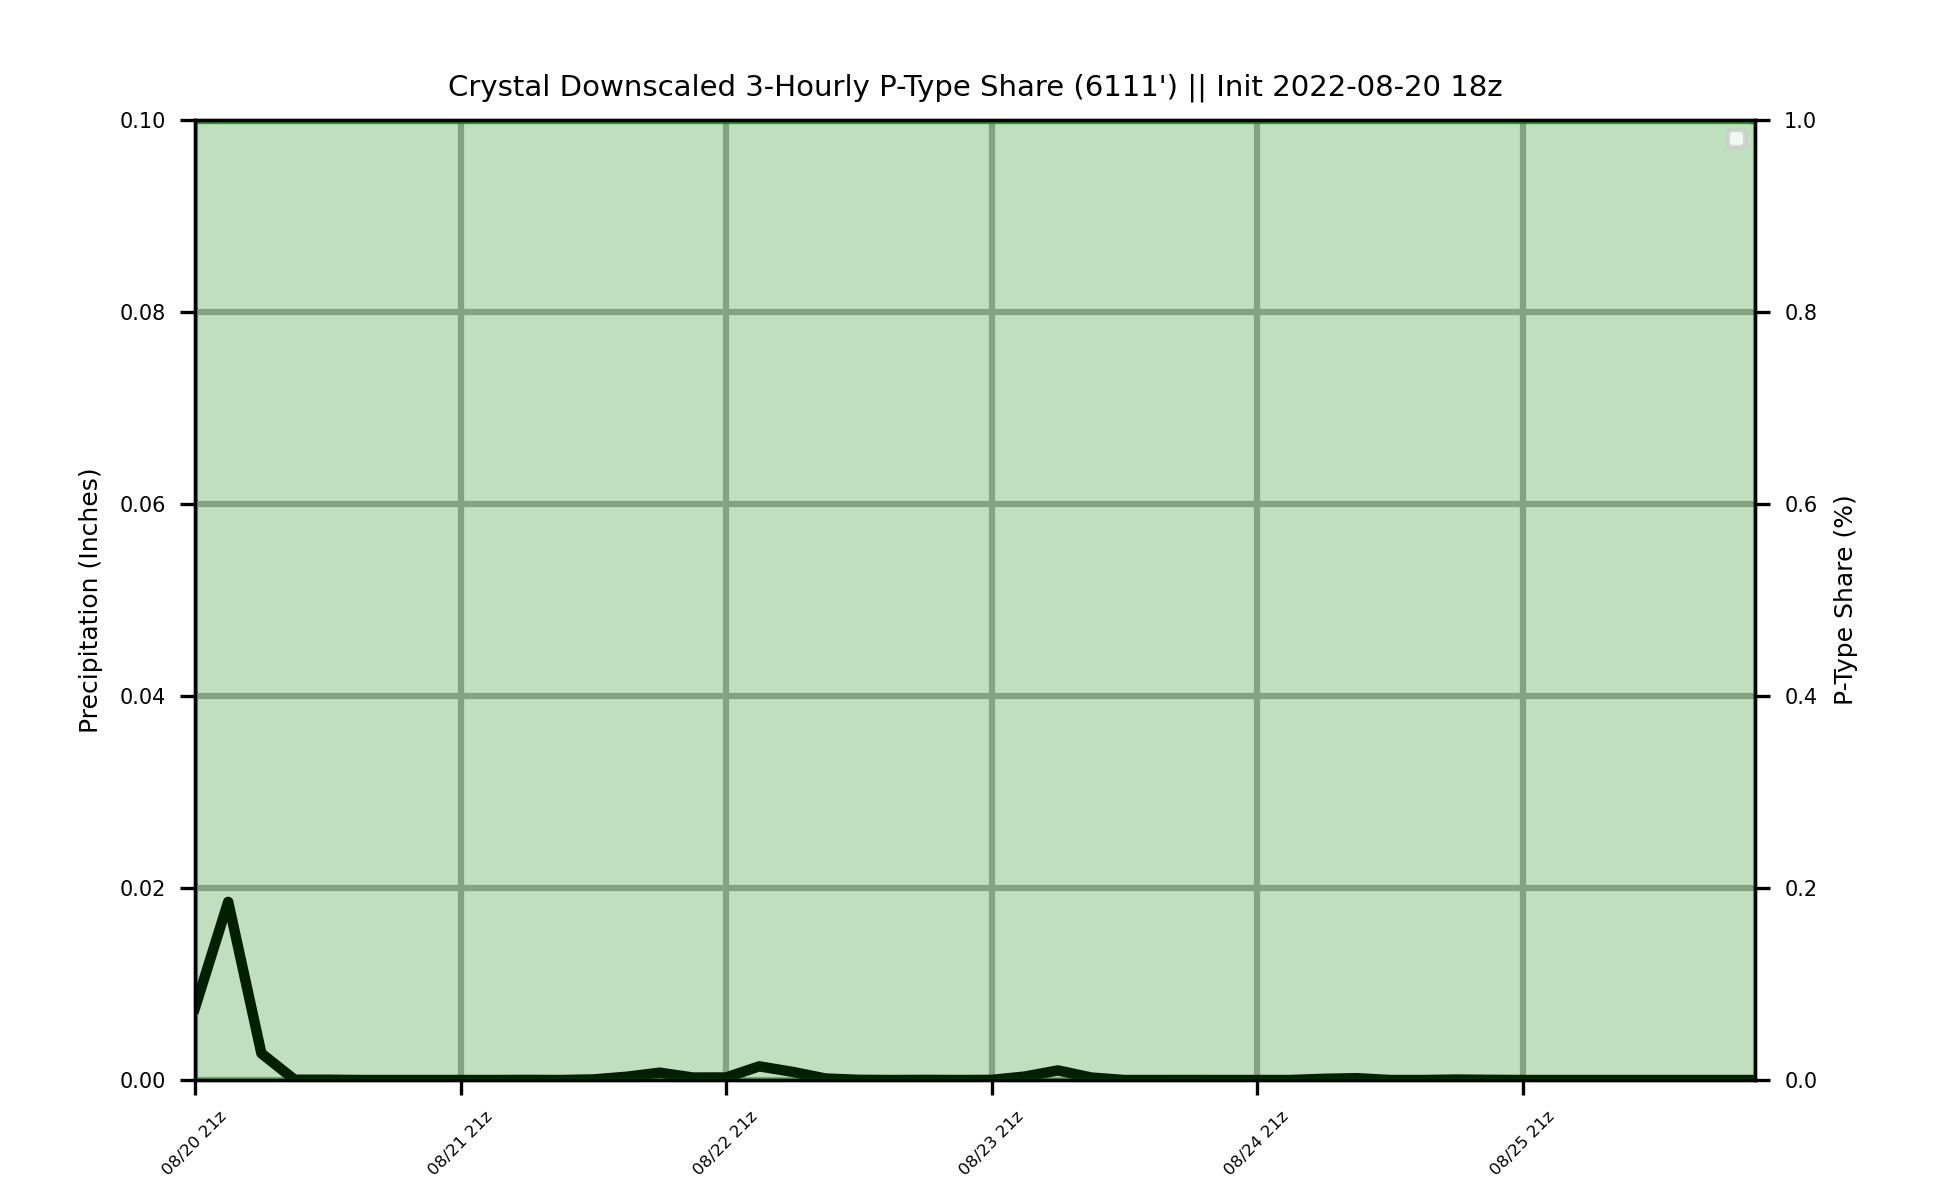 Crystal Downscaled 3-Hourly P-Type Share (6111') || Init 2022-08-20 18z
0.10
0.08
0.06
0.04
0.02
0.00
Precipitation (Inches)
1.0
0.8
0.6
0.4
0.2
0.0
P-Type Share (%)
08/20 21z
08/21 21z
08/22 21z
08/23 21z
08/24 21z
08/25 21z